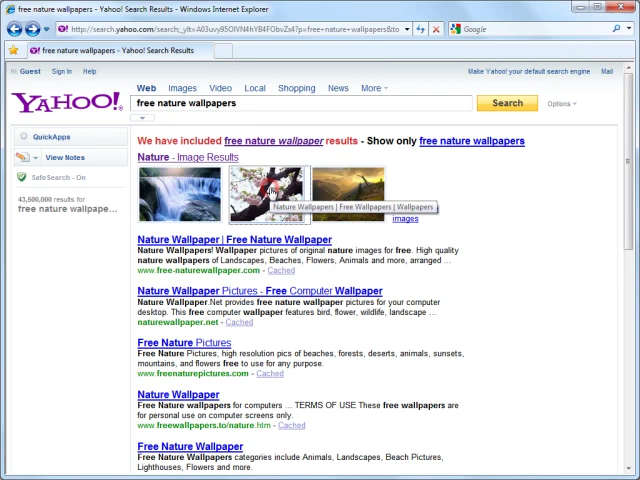 free nature wallpapers - Yahoo! Search Results - Windows Internet Explorer
http://search.yahoo.com/search;_ylt=A03uvy95OIVN4hYB4FObvZx4?p=free+nature+wallpapers&to
Google
free nature wallpapers - Yahoo! Search Results
Hi, Guest Sign In Help
Make Yahoo! your default search engine Mail
Web Images Video Local Shopping News More
YAHOO!
free nature wallpapers
Search
Options
QuickApps
View Notes
SafeSearch - On
43,500,000 results for
free nature wallpape...
We have included free nature wallpaper results - Show only free nature wallpapers
Nature - Image Results
Nature Wallpapers | Free Wallpapers | Wallpapers
images
Nature Wallpaper | Free Nature Wallpaper
Nature Wallpapers! Wallpaper pictures of original nature images for free. High quality
nature wallpapers of Landscapes, Beaches, Flowers, Animals and more, arranged ...
www.free-naturewallpaper.com - Cached
Nature Wallpaper Pictures - Free Computer Wallpaper
Nature Wallpaper.Net provides free nature wallpaper pictures for your computer
desktop. This free computer wallpaper features bird, flower, wildlife, landscape ...
naturewallpaper.net - Cached
Free Nature Pictures
Free Nature Pictures, high resolution pics of beaches, forests, deserts, animals, sunsets,
mountains, and flowers free to use for any purpose.
www.freenaturepictures.com - Cached
Nature Wallpaper
Free Nature wallpapers for computers ... TERMS OF USE These free wallpapers are
for personal use on computer screens only.
www.freewallpapers.to/nature.htm - Cached
Free Nature Wallpapers
Nature Wallpapers categories include Animals, Landscapes, Beach Pictures,
Lighthouses, Flowers and more.